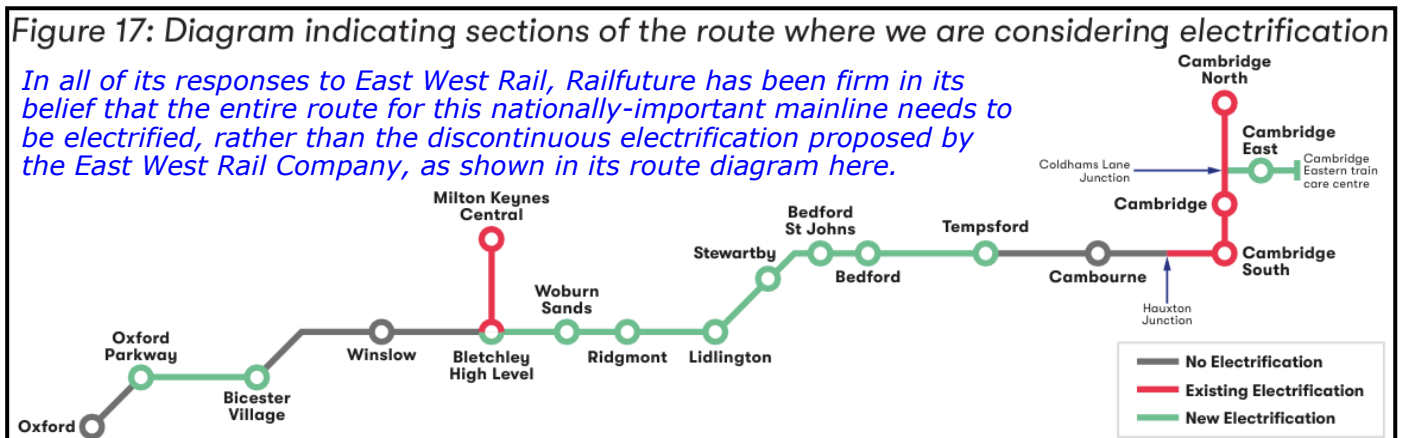 Figure 17: Diagram indicating sections of the route where we are considering electrification
In all of its responses to East West Rail, Railfuture has been firm in its
belief that the entire route for this nationally-important mainline needs to
be electrified, rather than the discontinuous electrification proposed by
the East West Rail Company, as shown in its route diagram here.
Cambridge
North
Cambridge
East
Cambridge
Eastern train
care centre
Coldhams Lane
Junction
Cambridge
Cambridge
South
Milton Keynes
Central
Bedford
St Johns
Tempsford
Stewartby
Bedford
Cambourne
Hauxton
Junction
Woburn
Sands
Oxford
Parkway
Winslow
Bletchley
High Level
Ridgmont
Lidlington
Bicester
Village
Oxford
No Electrification
Existing Electrification
New Electrification